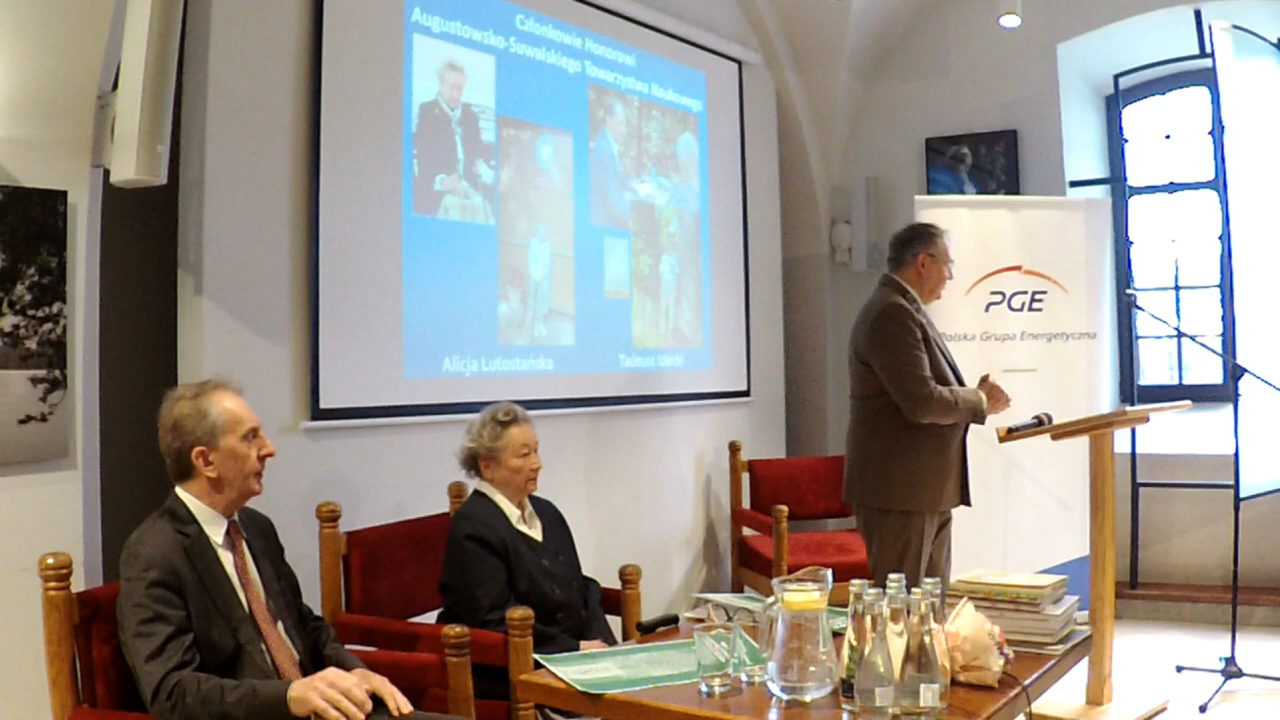 Członkowie Honorowi
Augustowsko-Suwalskiego Towarzystwa Naukowego
Alicja Lutostańska
Tadeusz
PGE
Polska Grupa Energetyczna